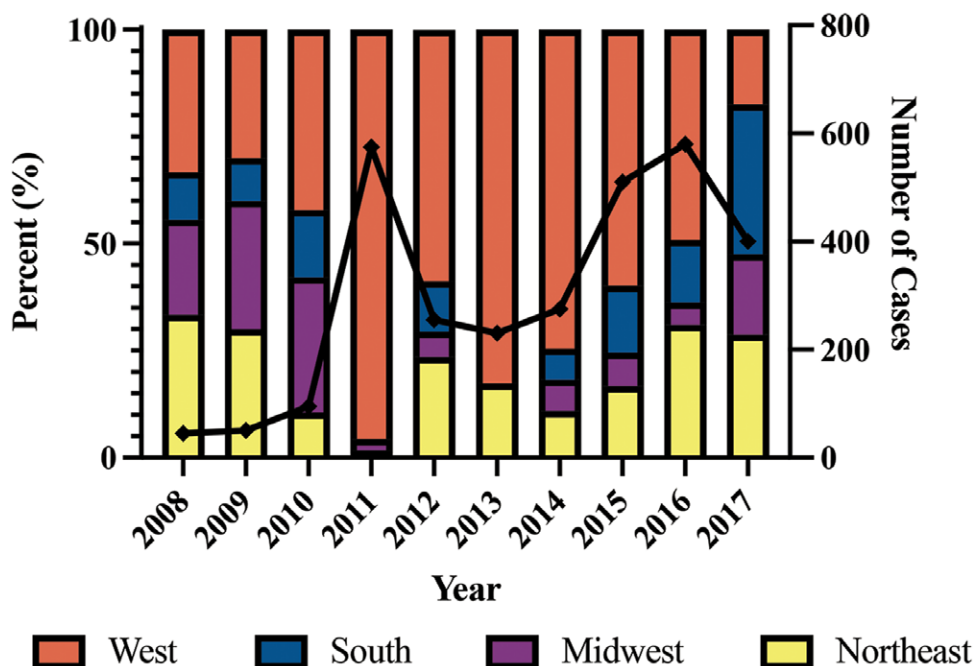 Percent (%)
100
50
0
Number of Cases
800
600
400
200
0
2008 2009 2010 2011 2012 2013 2014 2015 2016 2017
Year
West South Midwest Northeast